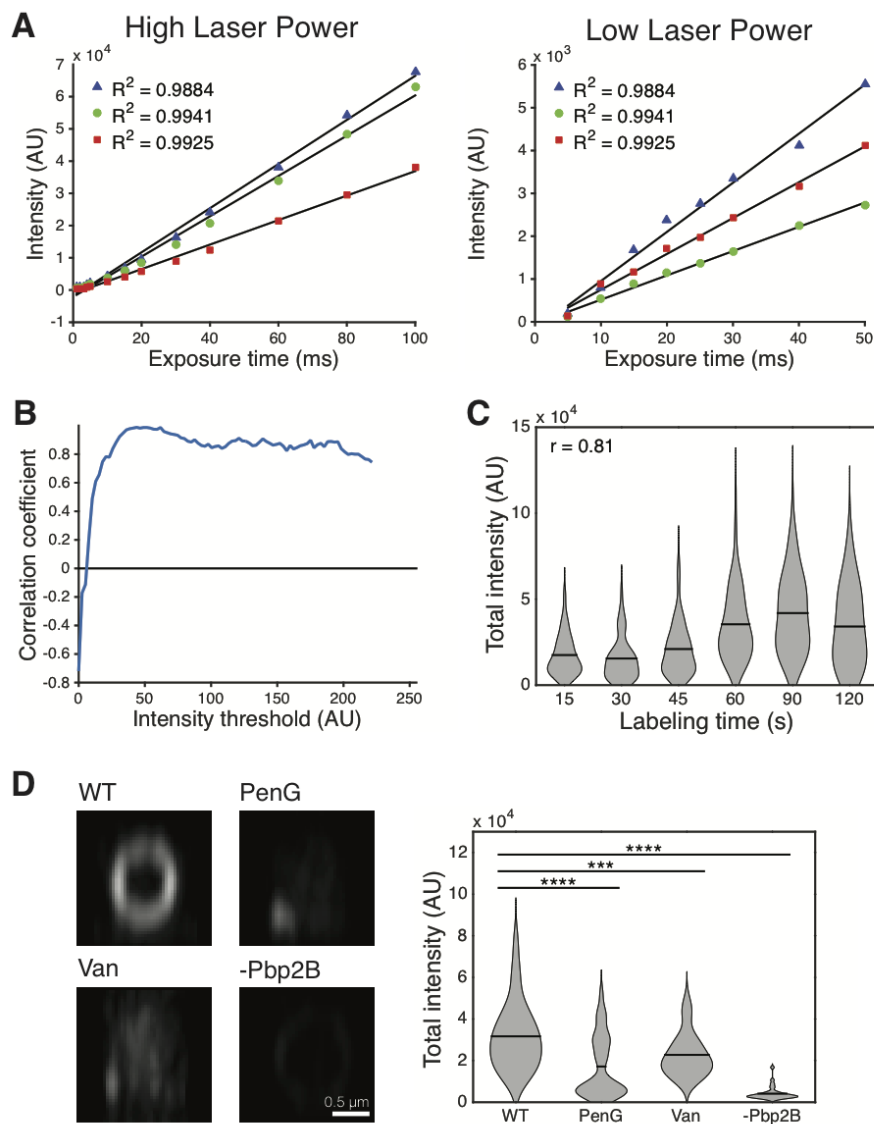 A
High Laser Power
x 10^4
7
6
5
4
3
2
1
0
-1
Intensity (AU)
R^2 = 0.9884
R^2 = 0.9941
R^2 = 0.9925
0 20 40 60 80 100
Exposure time (ms)
Low Laser Power
x 10^3
6
5
4
3
2
1
0
Intensity (AU)
R^2 = 0.9884
R^2 = 0.9941
R^2 = 0.9925
0 10 20 30 40 50
Exposure time (ms)
B
Correlation coefficient
0.8
0.6
0.4
0.2
0
-0.2
-0.4
-0.6
-0.8
0 50 100 150 200 250
Intensity threshold (AU)
C
x 10^4
15
10
5
0
Total intensity (AU)
r = 0.81
15 30 45 60 90 120
Labeling time (s)
D
WT PenG
Van -Pbp2B
0.5 µm
x 10^4
12
10
8
6
4
2
0
Total intensity (AU)
****
***
****
WT PenG Van -Pbp2B